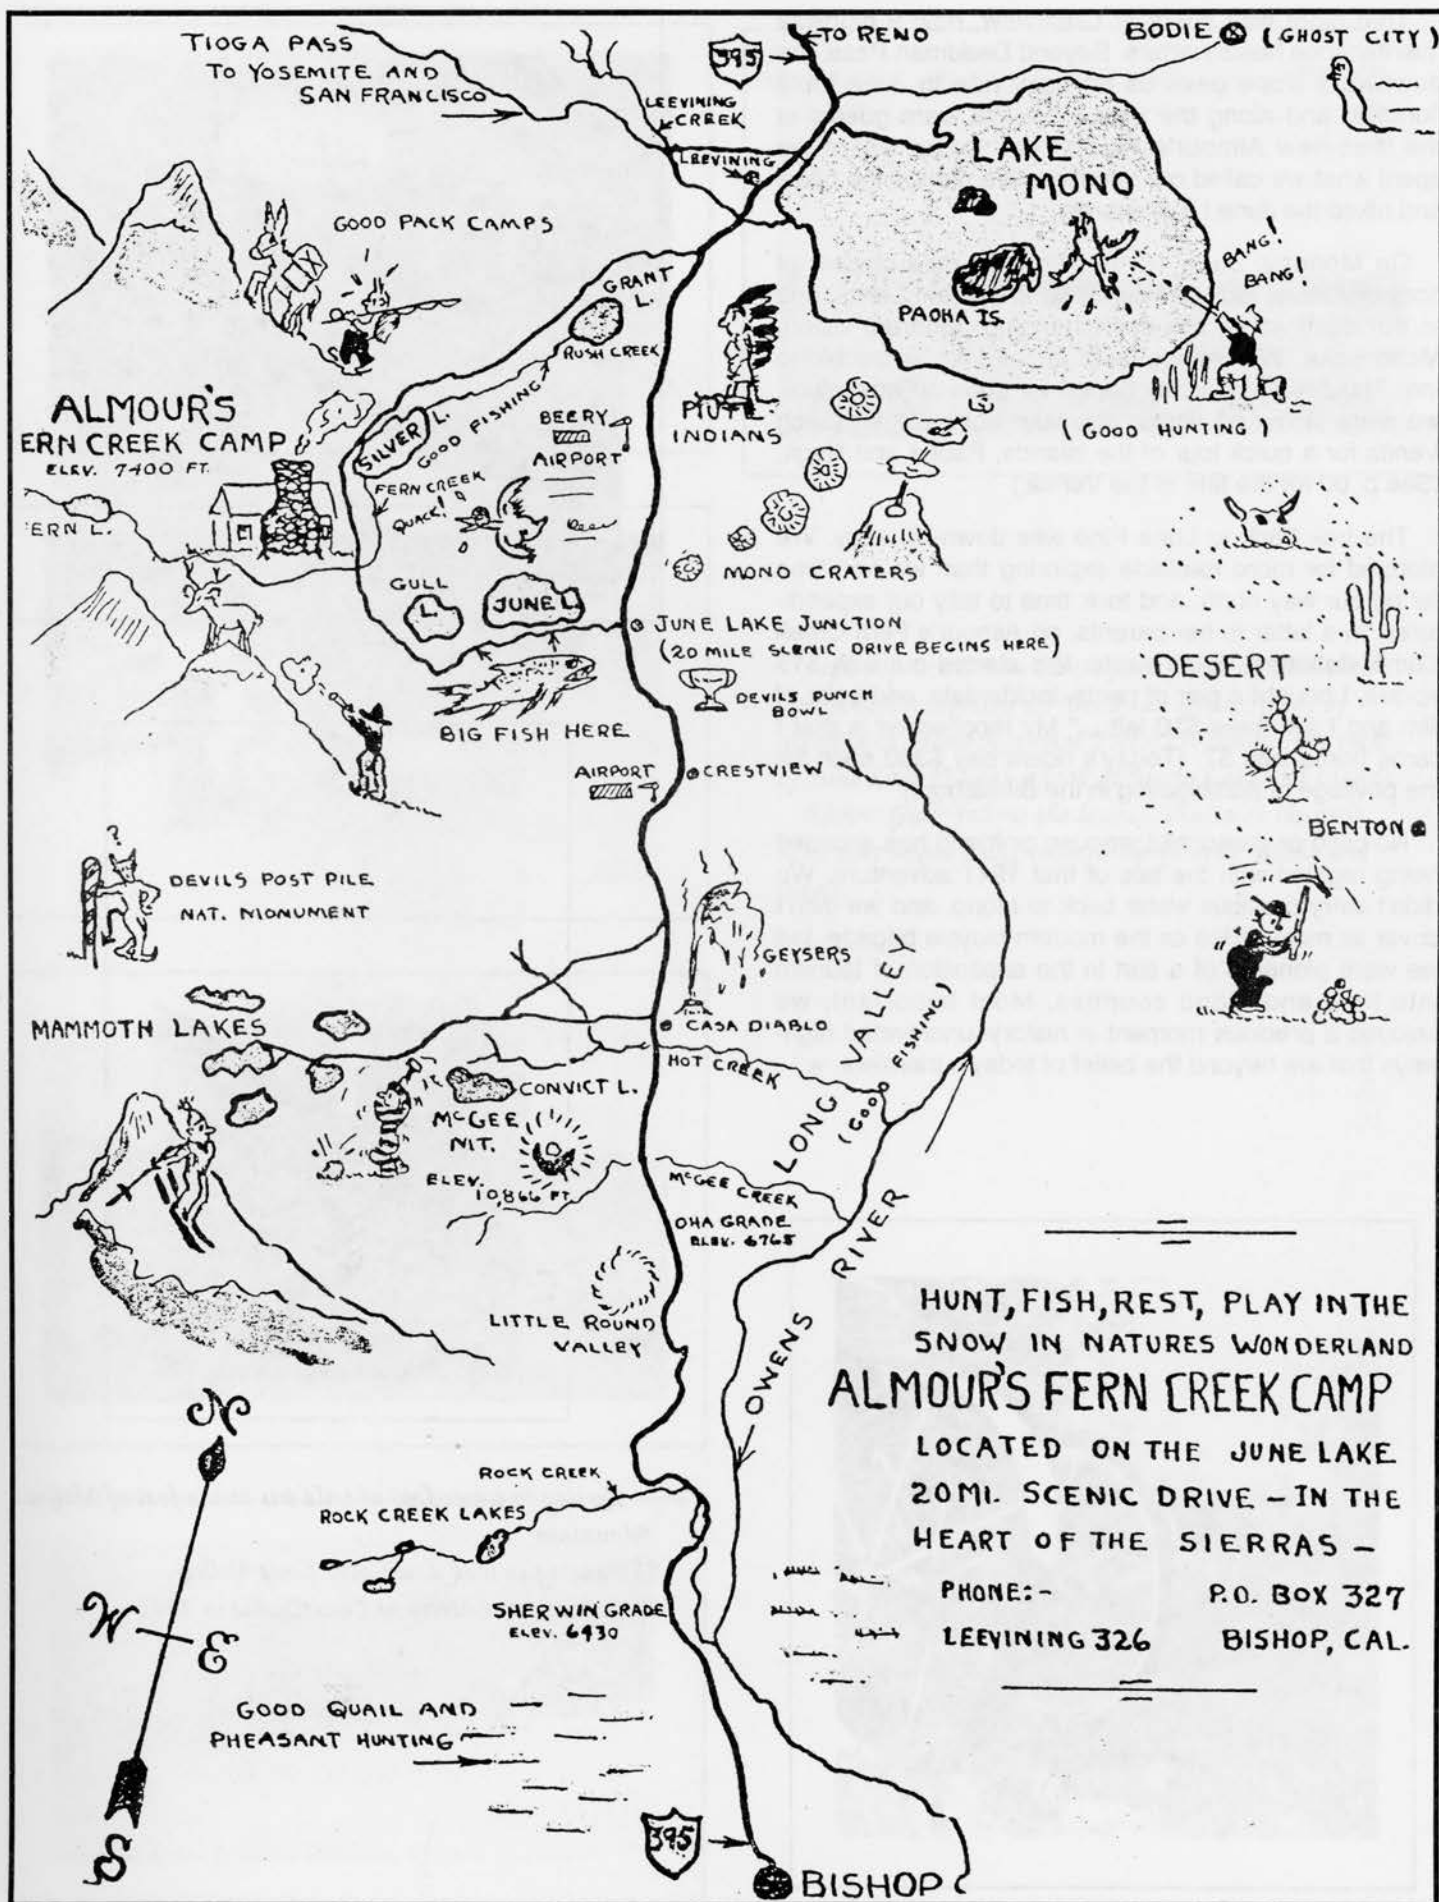 TIOGA PASS
TO YOSEMITE AND
SAN FRANCISCO
395
TO RENO
BODIE (GHOST CITY)
LEEVINING
CREEK
LEEVINING
LAKE
MONO
PAOHA IS.
BANG!
BANG!
(GOOD HUNTING)
GOOD PACK CAMPS
GRANT
L.
RUSH CREEK
PIUTE
INDIANS
ALMOUR'S
ERN CREEK CAMP
ELEV. 7400 FT.
ERN L.
SILVER L.
GOOD FISHING
FERN CREEK
QUACK!
BEERY
AIRPORT
GULL
L.
JUNE L.
MONO CRATERS
JUNE LAKE JUNCTION
(20 MILE SCENIC DRIVE BEGINS HERE)
DEVILS PUNCH
BOWL
BIG FISH HERE
DESERT
AIRPORT
CRESTVIEW
BENTON
?
DEVILS POST PILE
NAT. MONUMENT
GEYSERS
MAMMOTH LAKES
CASA DIABLO
HOT CREEK
LONG VALLEY
(GOOD FISHING)
CONVICT L.
McGEE
MT.
ELEV.
10,866 FT.
McGEE CREEK
OHA GRADE
ELEV. 6765
OWENS RIVER
LITTLE ROUND
VALLEY
N
W
E
S
ROCK CREEK
ROCK CREEK LAKES
SHERWIN GRADE
ELEV. 6430
GOOD QUAIL AND
PHEASANT HUNTING
395
BISHOP
HUNT, FISH, REST, PLAY IN THE
SNOW IN NATURES WONDERLAND
ALMOUR'S FERN CREEK CAMP
LOCATED ON THE JUNE LAKE
20 MI. SCENIC DRIVE – IN THE
HEART OF THE SIERRAS –
PHONE:- P.O. BOX 327
LEEVINING 326 BISHOP, CAL.